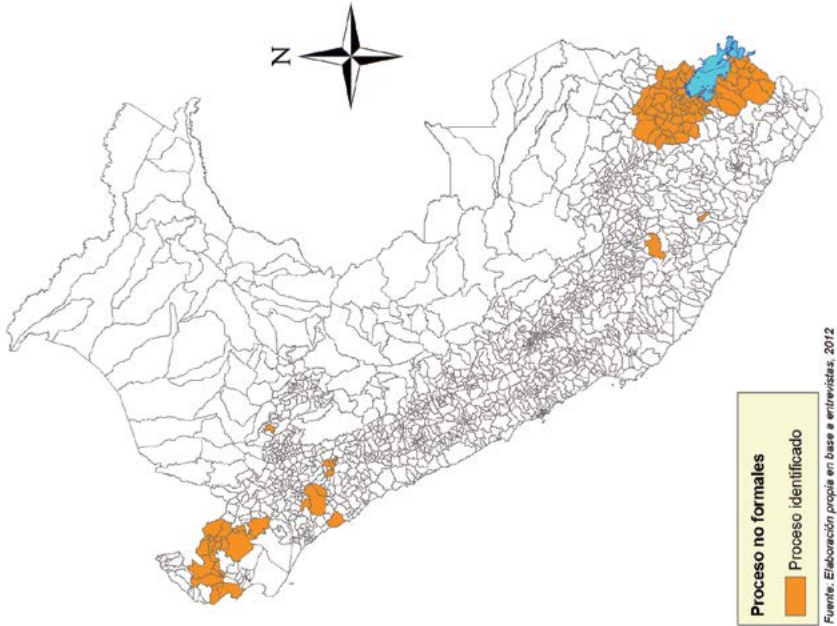 N
Proceso no formales
Proceso identificado
Fuente: Elaboración propia en base a entrevistas, 2012